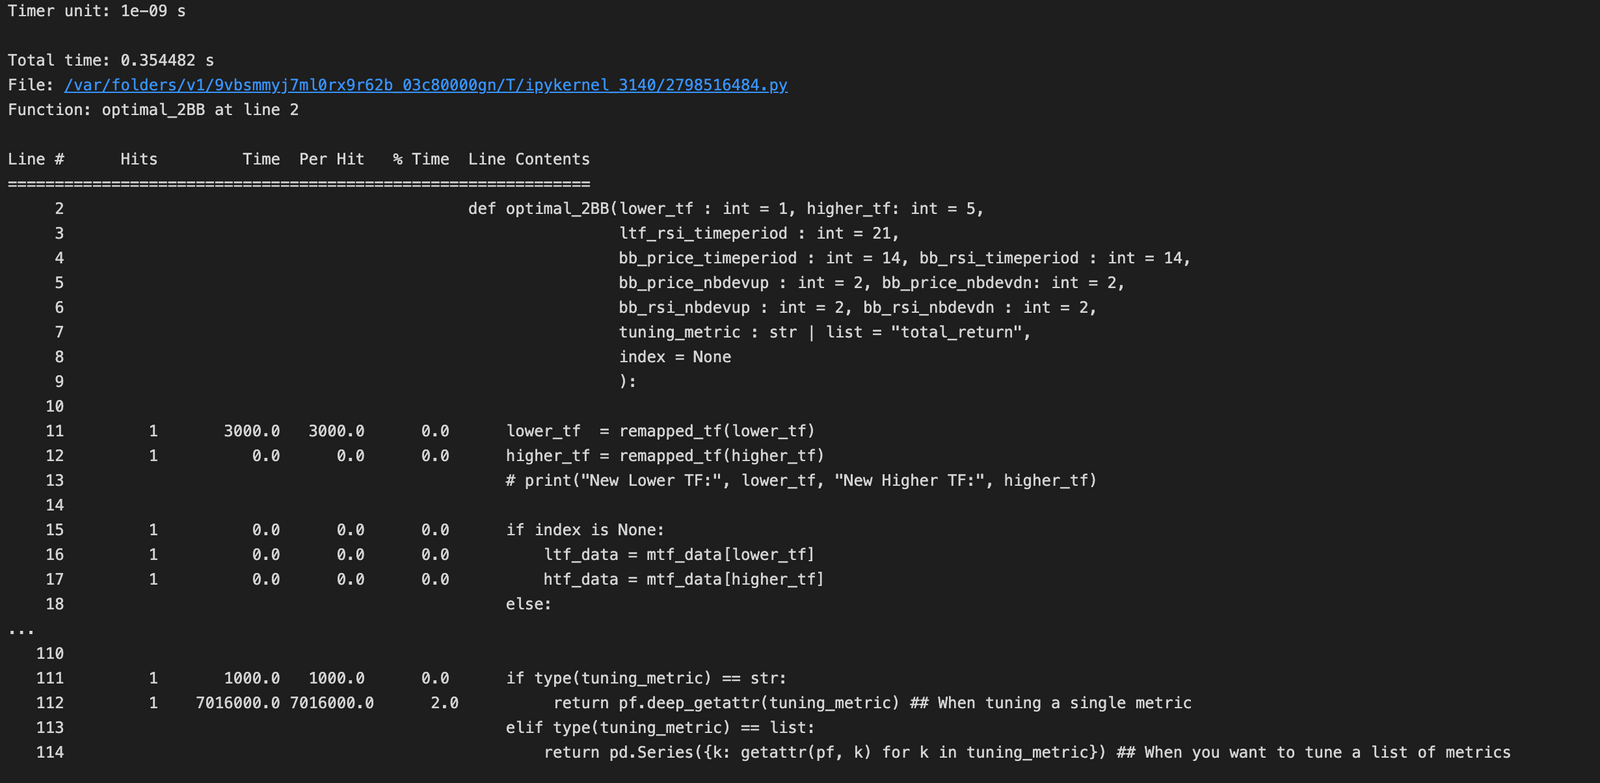 Timer unit: 1e-09 s
Total time: 0.354482 s
File: /var/folders/v1/9vbsmmyj7ml0rx9r62b_03c80000gn/T/ipykernel_3140/2798516484.py
Function: optimal_2BB at line 2
Line #      Hits         Time  Per Hit   % Time  Line Contents
==============================================================
     2                                           def optimal_2BB(lower_tf : int = 1, higher_tf: int = 5,
     3                                                           ltf_rsi_timeperiod : int = 21,
     4                                                           bb_price_timeperiod : int = 14, bb_rsi_timeperiod : int = 14,
     5                                                           bb_price_nbdevup : int = 2, bb_price_nbdevdn: int = 2,
     6                                                           bb_rsi_nbdevup : int = 2, bb_rsi_nbdevdn : int = 2,
     7                                                           tuning_metric : str | list = "total_return",
     8                                                           index = None
     9                                                           ):
    10
    11         1       3000.0   3000.0      0.0      lower_tf  = remapped_tf(lower_tf)
    12         1          0.0      0.0      0.0      higher_tf = remapped_tf(higher_tf)
    13                                               # print("New Lower TF:", lower_tf, "New Higher TF:", higher_tf)
    14
    15         1          0.0      0.0      0.0      if index is None:
    16         1          0.0      0.0      0.0          ltf_data = mtf_data[lower_tf]
    17         1          0.0      0.0      0.0          htf_data = mtf_data[higher_tf]
    18                                               else:
...
   110
   111         1       1000.0   1000.0      0.0      if type(tuning_metric) == str:
   112         1    7016000.0 7016000.0      2.0          return pf.deep_getattr(tuning_metric) ## When tuning a single metric
   113                                               elif type(tuning_metric) == list:
   114                                                   return pd.Series({k: getattr(pf, k) for k in tuning_metric}) ## When you want to tune a list of metrics